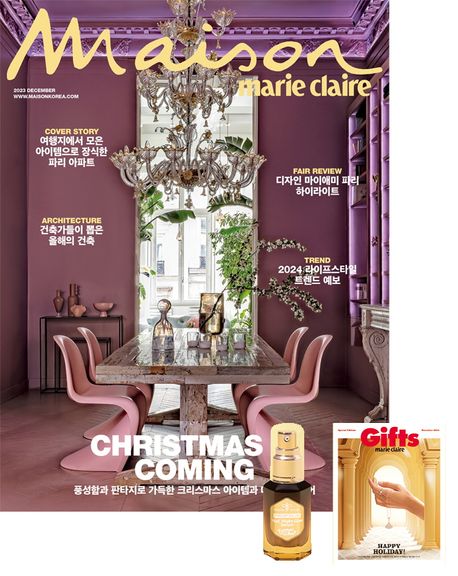 Maison
marie claire
2023 DECEMBER
WWW.MAISONKOREA.COM
COVER STORY
여행지에서 모은
아이템으로 장식한
파리 아파트
FAIR REVIEW
디자인 마이애미 파리
하이라이트
ARCHITECTURE
건축가들이 뽑은
올해의 건축
TREND
2024 라이프스타일
트렌드 예보
CHRISTMAS
COMING
풍성함과 판타지로 가득한 크리스마스 아이템과
Special Edition
Gifts
marie claire
HAPPY
HOLIDAY!